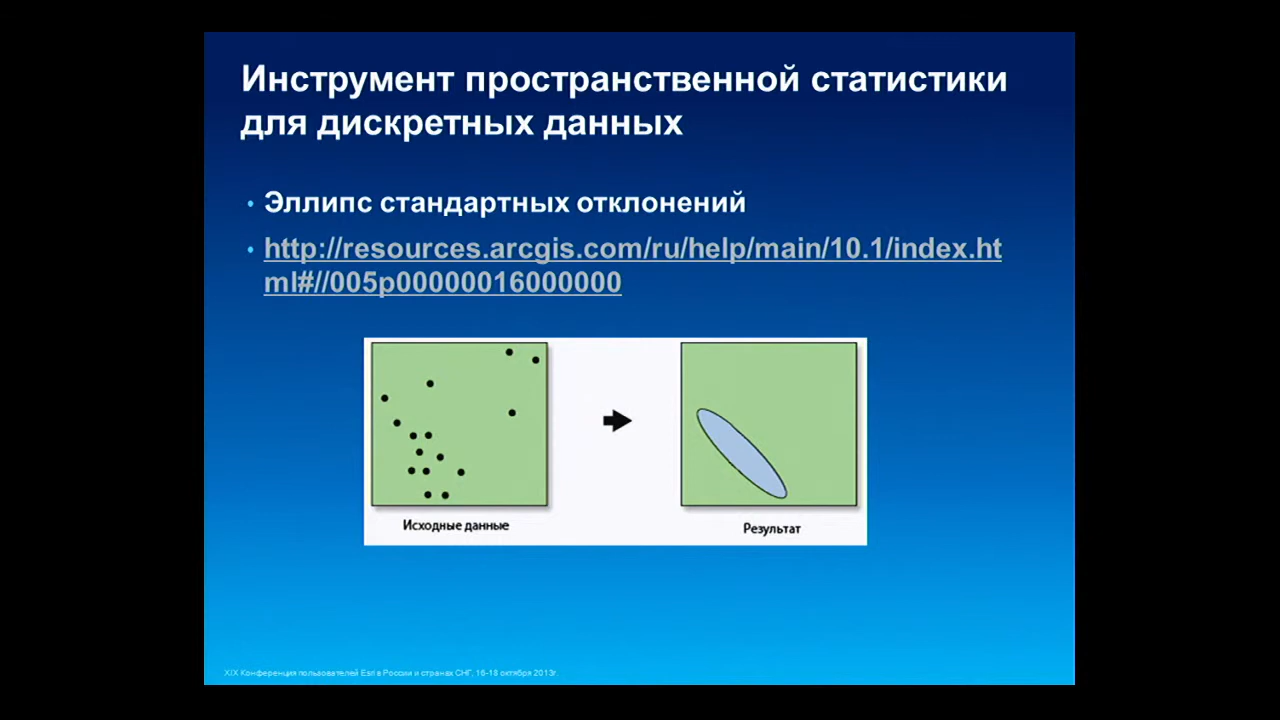 Инструмент пространственной статистики
для дискретных данных
• Эллипс стандартных отклонений
• http://resources.arcgis.com/ru/help/main/10.1/index.ht
ml#//005p00000016000000
Исходные данные
Результат
XIX Конференция пользователей Esri в России и странах СНГ, 16-18 октября 2013г.